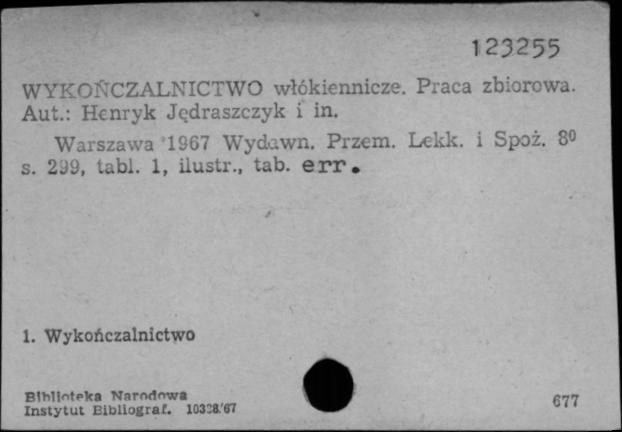 123255
WYKOŃCZALNICTWO włókiennicze. Praca zbiorowa.
Aut.: Henryk Jędraszczyk i in.
Warszawa 1967 Wydawn. Przem. Lekk. i Spoż. 8⁰
s. 299, tabl. 1, ilustr., tab. err.
1. Wykończalnictwo
Biblioteka Narodowa
Instytut Bibliograf. 10328/67
677